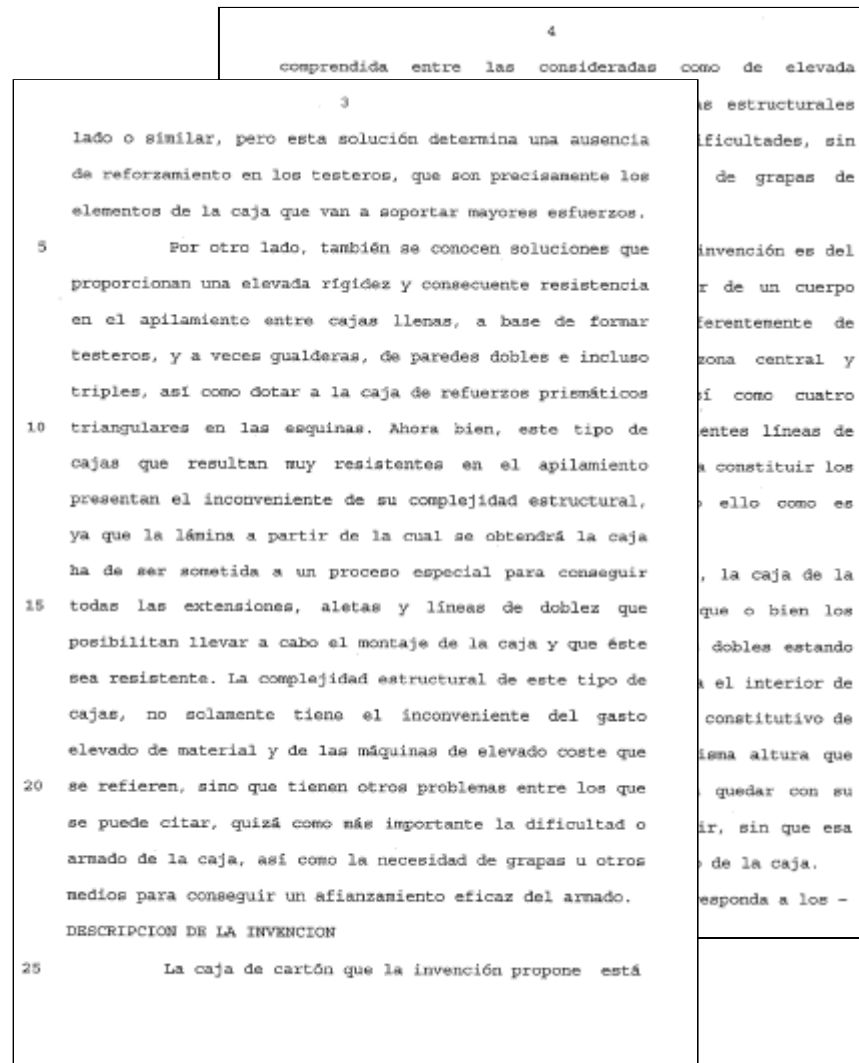 3
lado o similar, pero esta solución determina una ausencia
de reforzamiento en los testeros, que son precisamente los
elementos de la caja que van a soportar mayores esfuerzos.
5 Por otro lado, también se conocen soluciones que
proporcionan una elevada rígidez y consecuente resistencia
en el apilamiento entre cajas llenas, a base de formar
testeros, y a veces gualderas, de paredes dobles e incluso
triples, así como dotar a la caja de refuerzos prismáticos
10 triangulares en las esquinas. Ahora bien, este tipo de
cajas que resultan muy resistentes en el apilamiento
presentan el inconveniente de su complejidad estructural,
ya que la lámina a partir de la cual se obtendrá la caja
ha de ser sometida a un proceso especial para conseguir
15 todas las extensiones, aletas y líneas de doblez que
posibilitan llevar a cabo el montaje de la caja y que éste
sea resistente. La complejidad estructural de este tipo de
cajas, no solamente tiene el inconveniente del gasto
elevado de material y de las máquinas de elevado coste que
20 se refieren, sino que tienen otros problemas entre los que
se puede citar, quizá como más importante la dificultad o
armado de la caja, así como la necesidad de grapas u otros
medios para conseguir un afianzamiento eficaz del armado.
DESCRIPCION DE LA INVENCION
25 La caja de cartón que la invención propone está
4
comprendida entre las consideradas como de elevada
as estructurales
ificultades, sin
de grapas de
invención es del
r de un cuerpo
ferentemente de
zona central y
sí como cuatro
entes líneas de
a constituir los
ello como es
, la caja de la
que o bien los
dobles estando
a el interior de
constitutivo de
isma altura que
quedar con su
ir, sin que esa
de la caja.
responda a los -